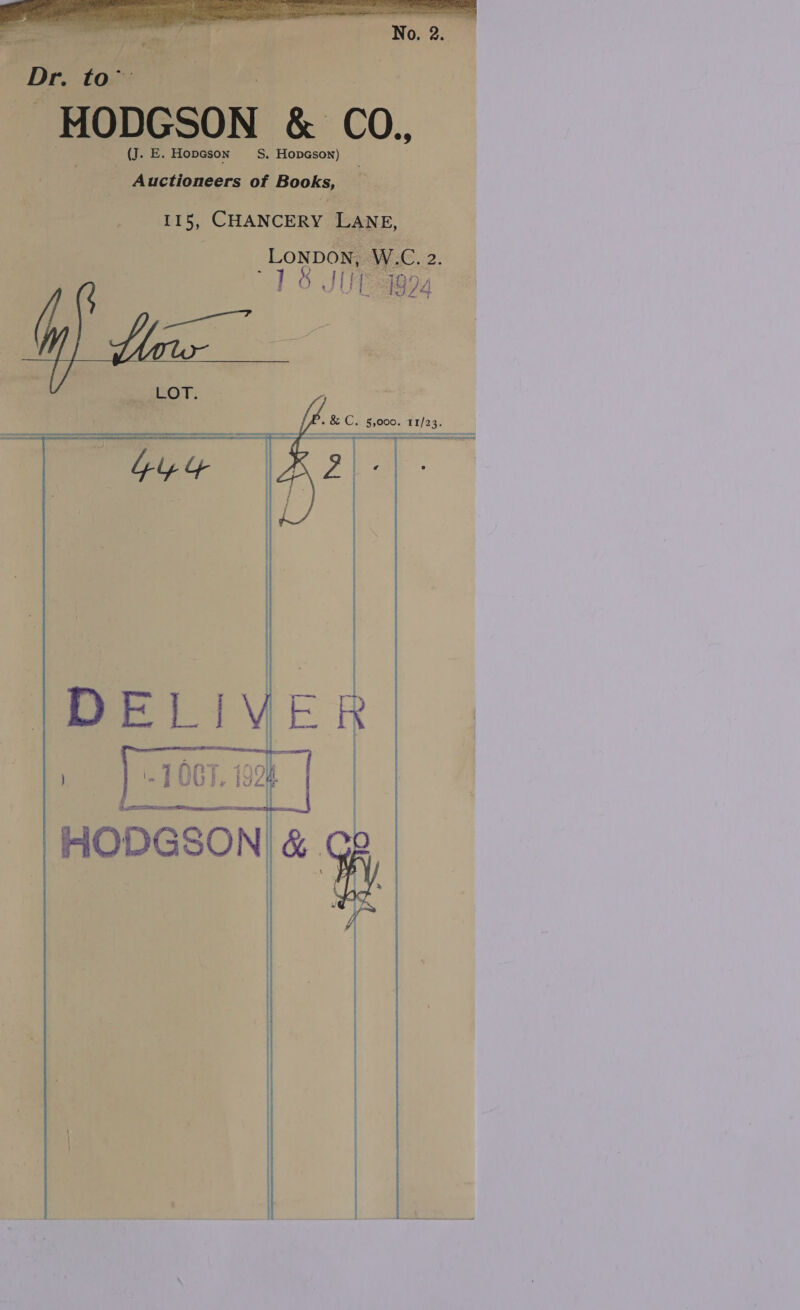 No. 2.
Dr. to
HODGSON & CO.,
(J. E. HODGSON S. HODGSON)
Auctioneers of Books,
115, CHANCERY LANE,
LONDON, W.C. 2.
18 JUL 1924
LOT.
& C. 5,000. 11/23.
444 2 - -
DELIVER
-1 OCT. 1924
HODGSON & CO